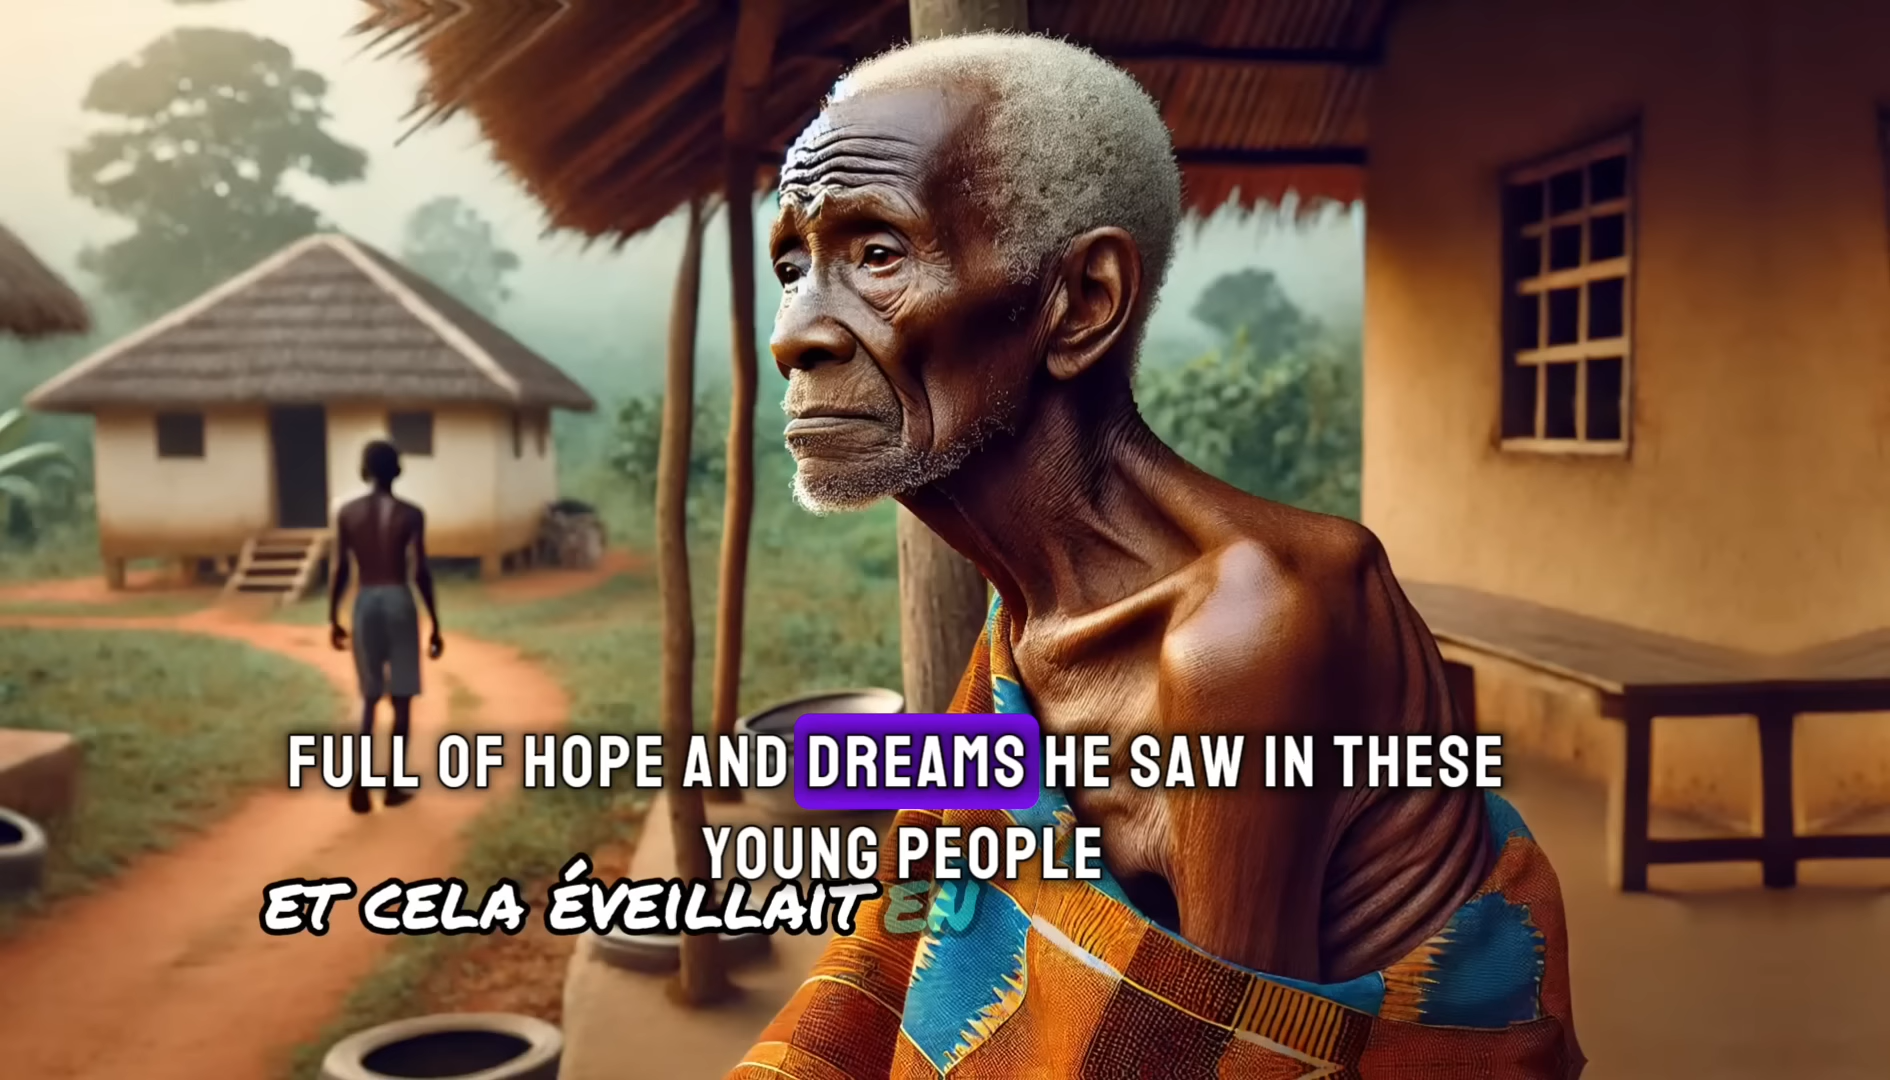 FULL OF HOPE AND DREAMS HE SAW IN THESE
YOUNG PEOPLE
ET CELA ÉVEILLAIT EN